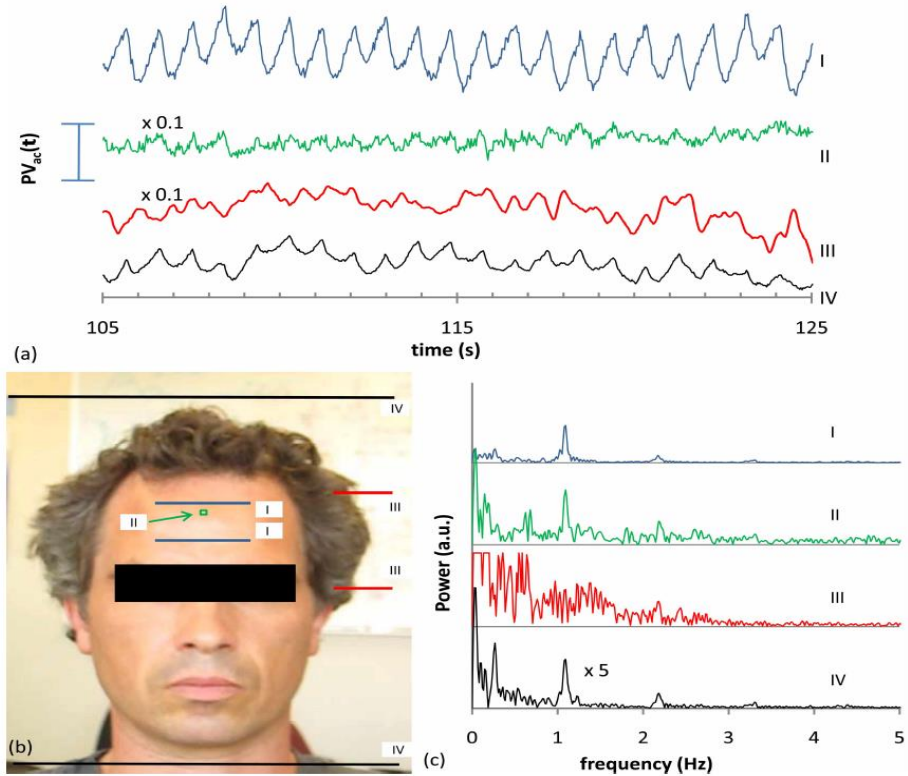 I
x 0.1
II
PVac(t)
x 0.1
III
IV
105 115 125
time (s)
(a)
IV
I
II
I
III
III
IV
(b)
I
II
III
x 5
IV
Power (a.u.)
0 1 2 3 4 5
frequency (Hz)
(c)